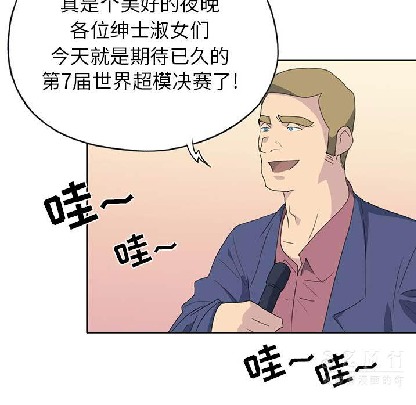 真是个美好的夜晚
各位绅士淑女们
今天就是期待已久的
第7届世界超模决赛了!
哇~
哇~
哇~
哇~